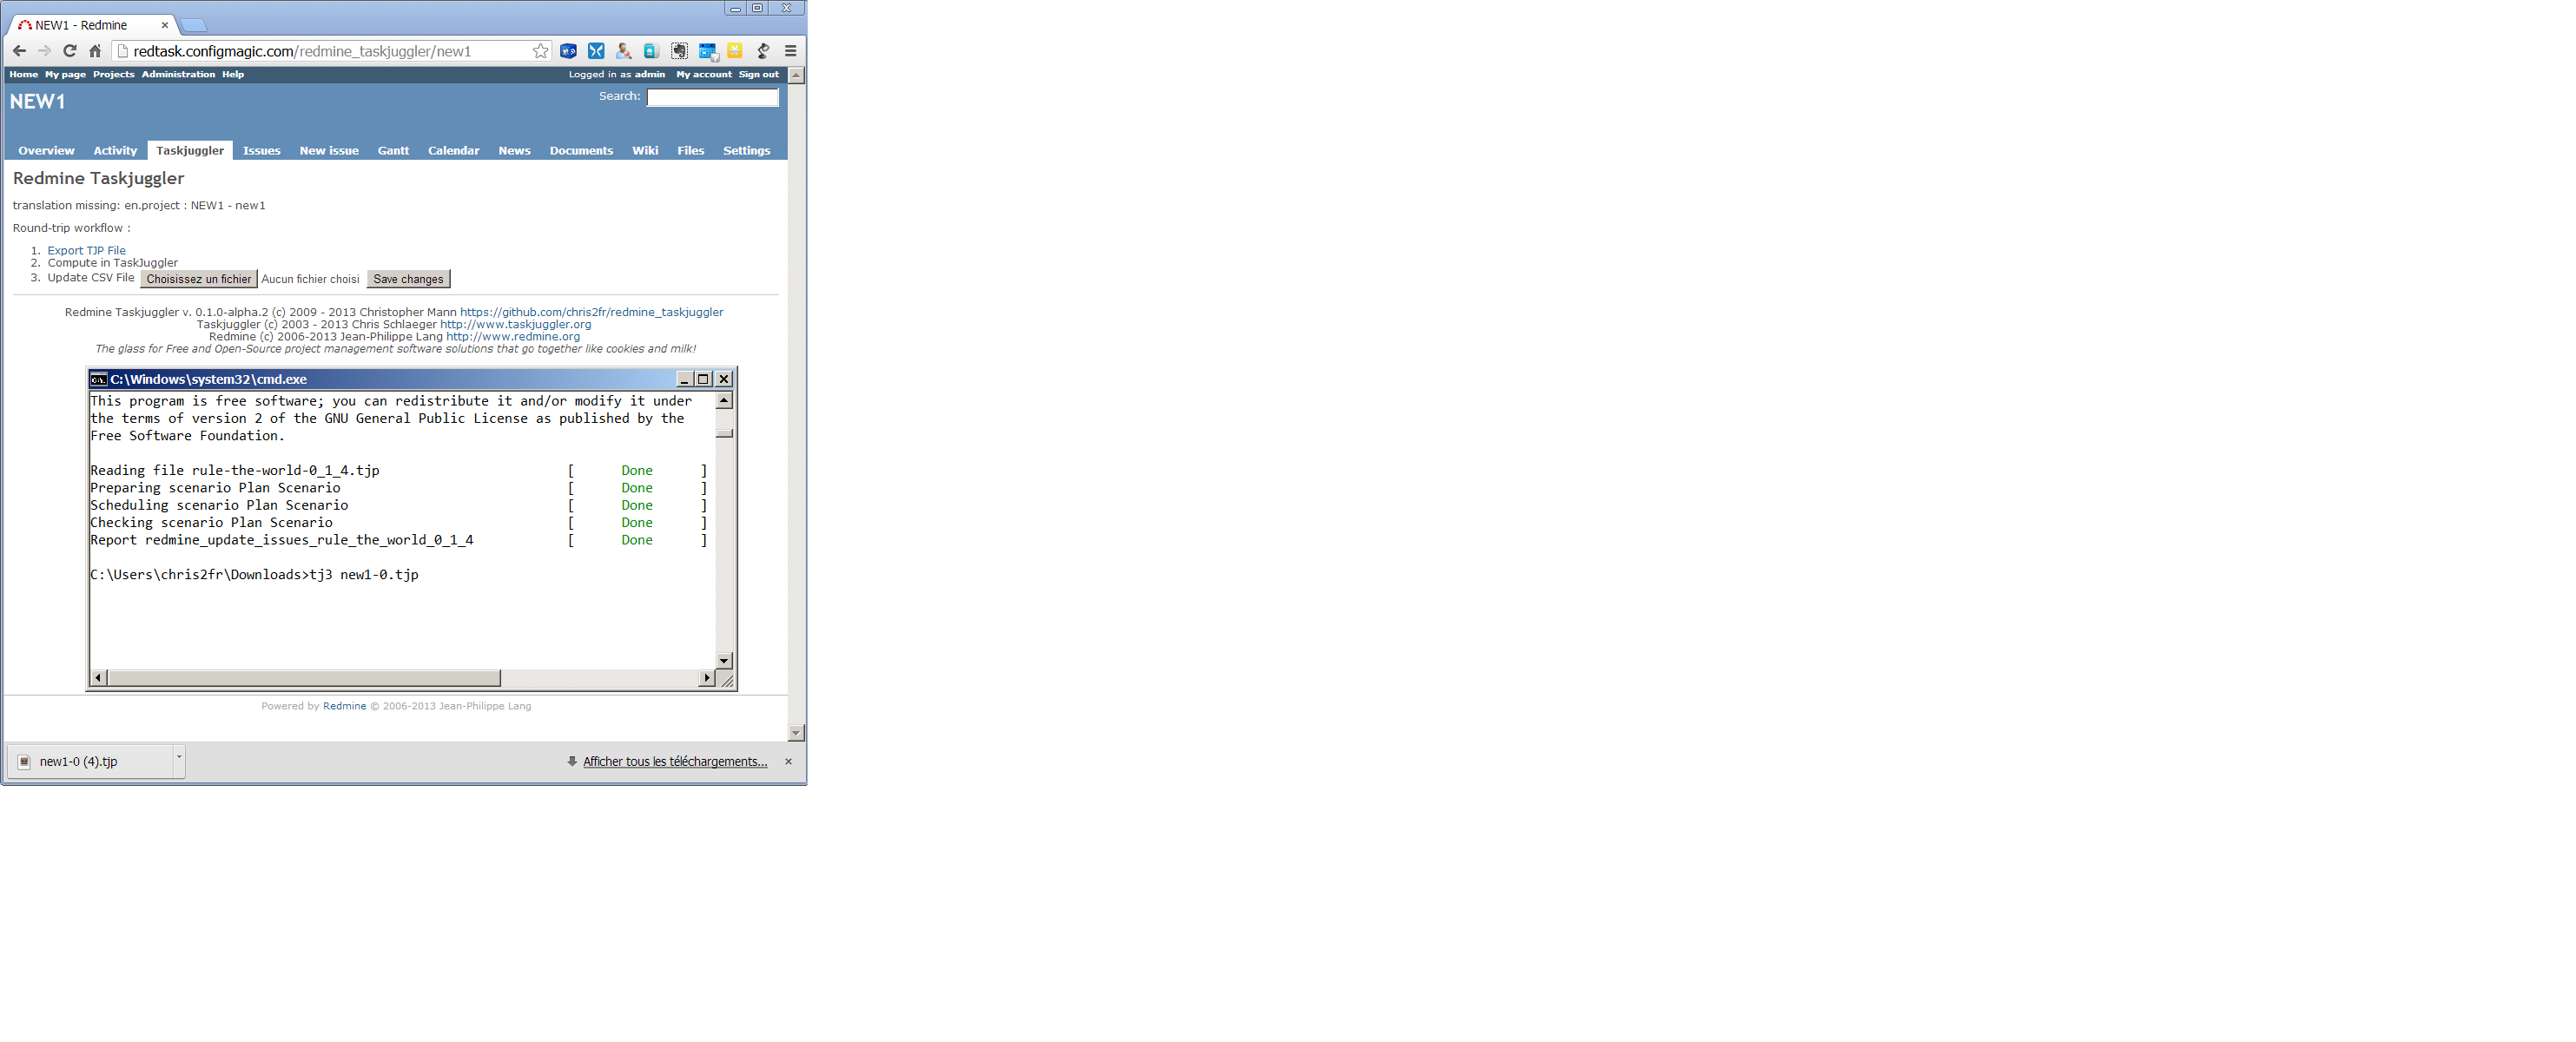 NEW1 - Redmine
redtask.configmagic.com/redmine_taskjuggler/new1
Home My page Projects Administration Help Logged in as admin My account Sign out
NEW1 Search:
Overview Activity Taskjuggler Issues New issue Gantt Calendar News Documents Wiki Files Settings
Redmine Taskjuggler
translation missing: en.project : NEW1 - new1
Round-trip workflow :
1. Export TJP File
2. Compute in TaskJuggler
3. Update CSV File Choisissez un fichier Aucun fichier choisi Save changes
Redmine Taskjuggler v. 0.1.0-alpha.2 (c) 2009 - 2013 Christopher Mann https://github.com/chris2fr/redmine_taskjuggler
Taskjuggler (c) 2003 - 2013 Chris Schlaeger http://www.taskjuggler.org
Redmine (c) 2006-2013 Jean-Philippe Lang http://www.redmine.org
The glass for Free and Open-Source project management software solutions that go together like cookies and milk!
C:\Windows\system32\cmd.exe
This program is free software; you can redistribute it and/or modify it under
the terms of version 2 of the GNU General Public License as published by the
Free Software Foundation.
Reading file rule-the-world-0_1_4.tjp [ Done ]
Preparing scenario Plan Scenario [ Done ]
Scheduling scenario Plan Scenario [ Done ]
Checking scenario Plan Scenario [ Done ]
Report redmine_update_issues_rule_the_world_0_1_4 [ Done ]
C:\Users\chris2fr\Downloads>tj3 new1-0.tjp
Powered by Redmine © 2006-2013 Jean-Philippe Lang
new1-0 (4).tjp Afficher tous les téléchargements...